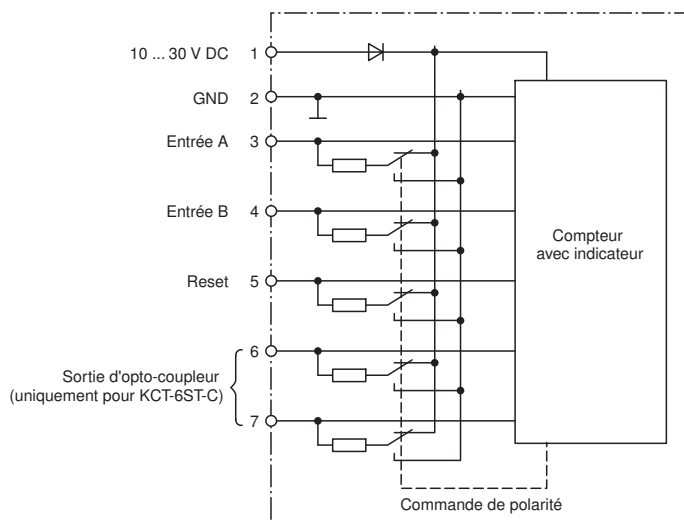 10 ... 30 V DC 1
GND 2
Entrée A 3
Entrée B 4
Reset 5
6
Sortie d'opto-coupleur
(uniquement pour KCT-6ST-C)
7
Compteur
avec indicateur
Commande de polarité